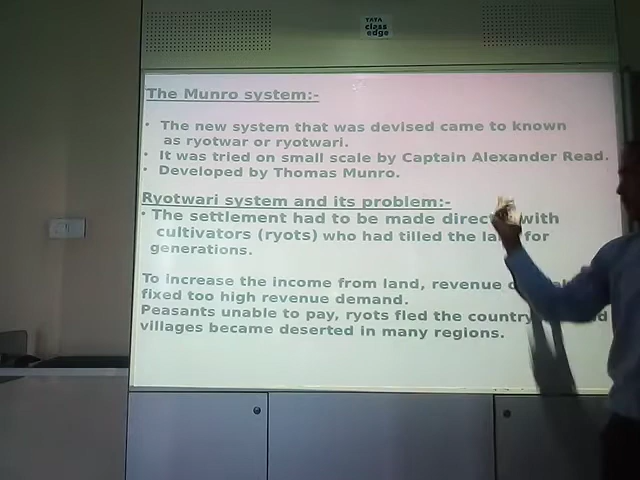 TATA
class
edge
The Munro system:-
• The new system that was devised came to known
as ryotwar or ryotwari.
• It was tried on small scale by Captain Alexander Read.
• Developed by Thomas Munro.
Ryotwari system and its problem:-
• The settlement had to be made with
cultivators (ryots) who had tilled the for
generations.
To increase the income from land, revenue
fixed too high revenue demand.
Peasants unable to pay, ryots fled the country
villages became deserted in many regions.